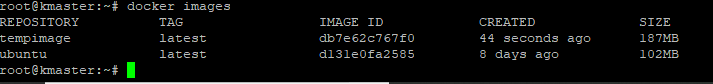 root@kmaster:~# docker images
REPOSITORY TAG IMAGE ID CREATED SIZE
tempimage latest db7e62c767f0 44 seconds ago 187MB
ubuntu latest d131e0fa2585 8 days ago 102MB
root@kmaster:~#